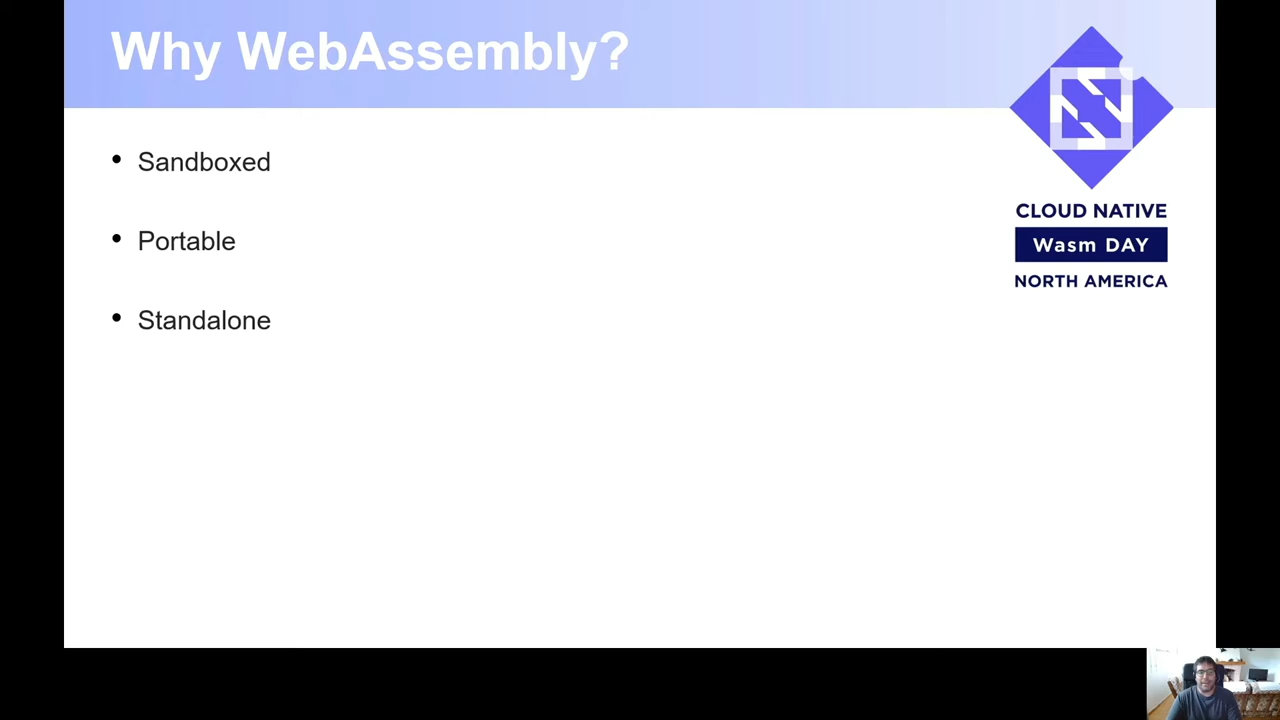 Why WebAssembly?
• Sandboxed
• Portable
• Standalone
CLOUD NATIVE
Wasm DAY
NORTH AMERICA